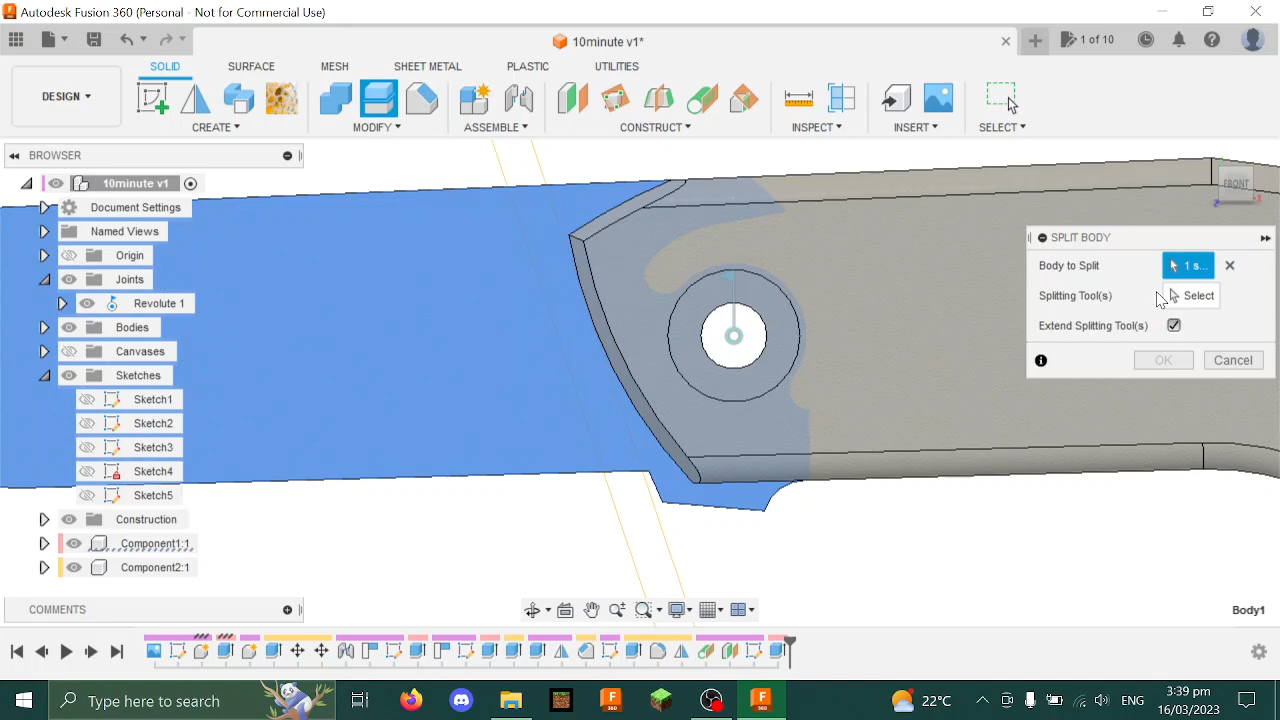 Autodesk Fusion 360 (Personal - Not for Commercial Use)
10minute v1*
1 of 10
DESIGN
SOLID SURFACE MESH SHEET METAL PLASTIC UTILITIES
CREATE MODIFY ASSEMBLE CONSTRUCT INSPECT INSERT SELECT
BROWSER
10minute v1
Document Settings
Named Views
Origin
Joints
Revolute 1
Bodies
Canvases
Sketches
Sketch1
Sketch2
Sketch3
Sketch4
Sketch5
Construction
Component1:1
Component2:1
FRONT
SPLIT BODY
Body to Split 1 s...
Splitting Tool(s) Select
Extend Splitting Tool(s)
OK Cancel
COMMENTS
Body1
Type here to search
22°C
ENG
3:39 pm
16/03/2023